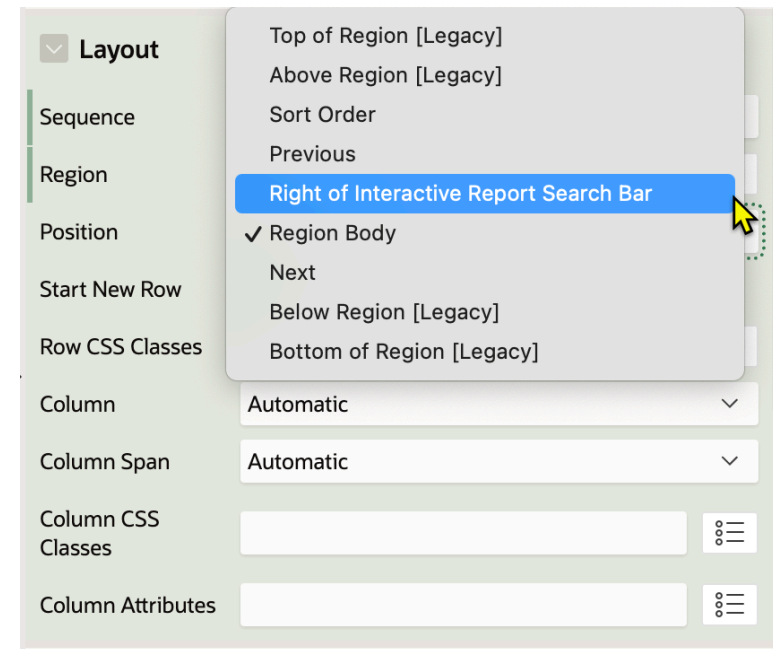 Layout
Top of Region [Legacy]
Above Region [Legacy]
Sequence
Sort Order
Previous
Region
Right of Interactive Report Search Bar
Position
✓ Region Body
Next
Start New Row
Below Region [Legacy]
Row CSS Classes
Bottom of Region [Legacy]
Column
Automatic
Column Span
Automatic
Column CSS
Classes
Column Attributes